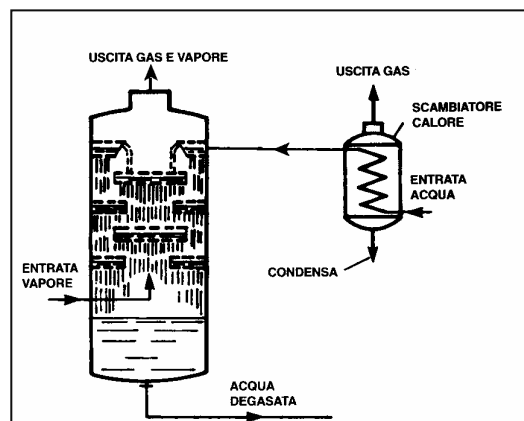 USCITA GAS E VAPORE
USCITA GAS
SCAMBIATORE
CALORE
ENTRATA
ACQUA
ENTRATA
VAPORE
CONDENSA
ACQUA
DEGASATA